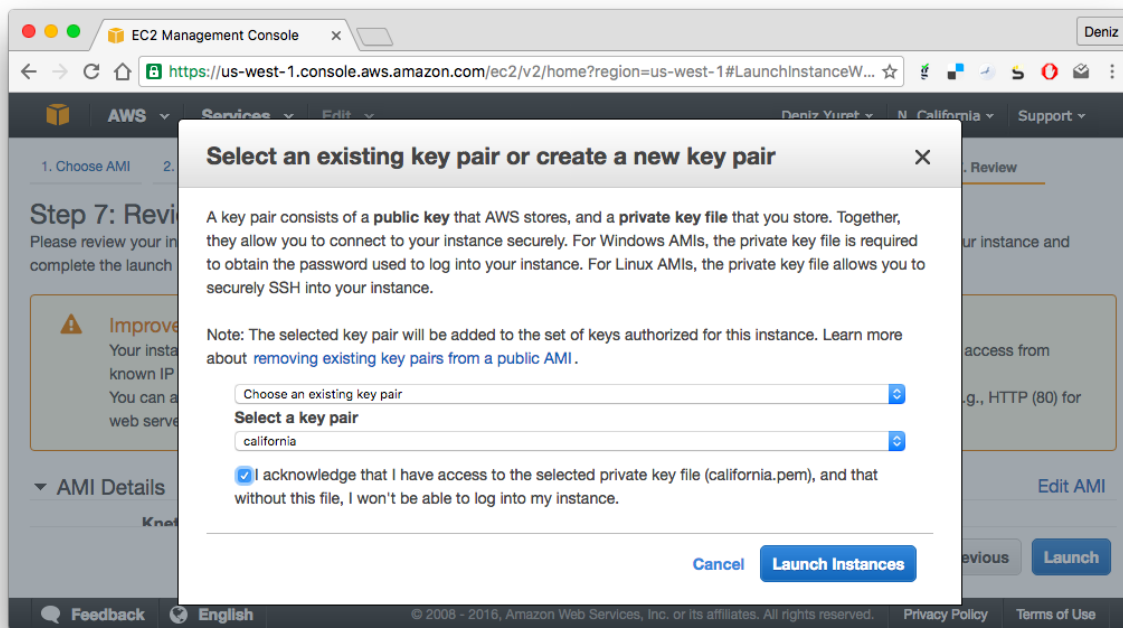 EC2 Management Console
Deniz
https://us-west-1.console.aws.amazon.com/ec2/v2/home?region=us-west-1#LaunchInstanceW...
AWS Services Edit Deniz Yuret N. California Support
1. Choose AMI 2. . Review
Select an existing key pair or create a new key pair
Step 7: Revi
Please review your in ur instance and
complete the launch
A key pair consists of a public key that AWS stores, and a private key file that you store. Together,
they allow you to connect to your instance securely. For Windows AMIs, the private key file is required
to obtain the password used to log into your instance. For Linux AMIs, the private key file allows you to
securely SSH into your instance.
Improve
Your insta access from
known IP
You can a .g., HTTP (80) for
web serve
Note: The selected key pair will be added to the set of keys authorized for this instance. Learn more
about removing existing key pairs from a public AMI .
Choose an existing key pair
Select a key pair
california
I acknowledge that I have access to the selected private key file (california.pem), and that
without this file, I won't be able to log into my instance.
AMI Details Edit AMI
Cancel Launch Instances
evious Launch
Feedback English © 2008 - 2016, Amazon Web Services, Inc. or its affiliates. All rights reserved. Privacy Policy Terms of Use